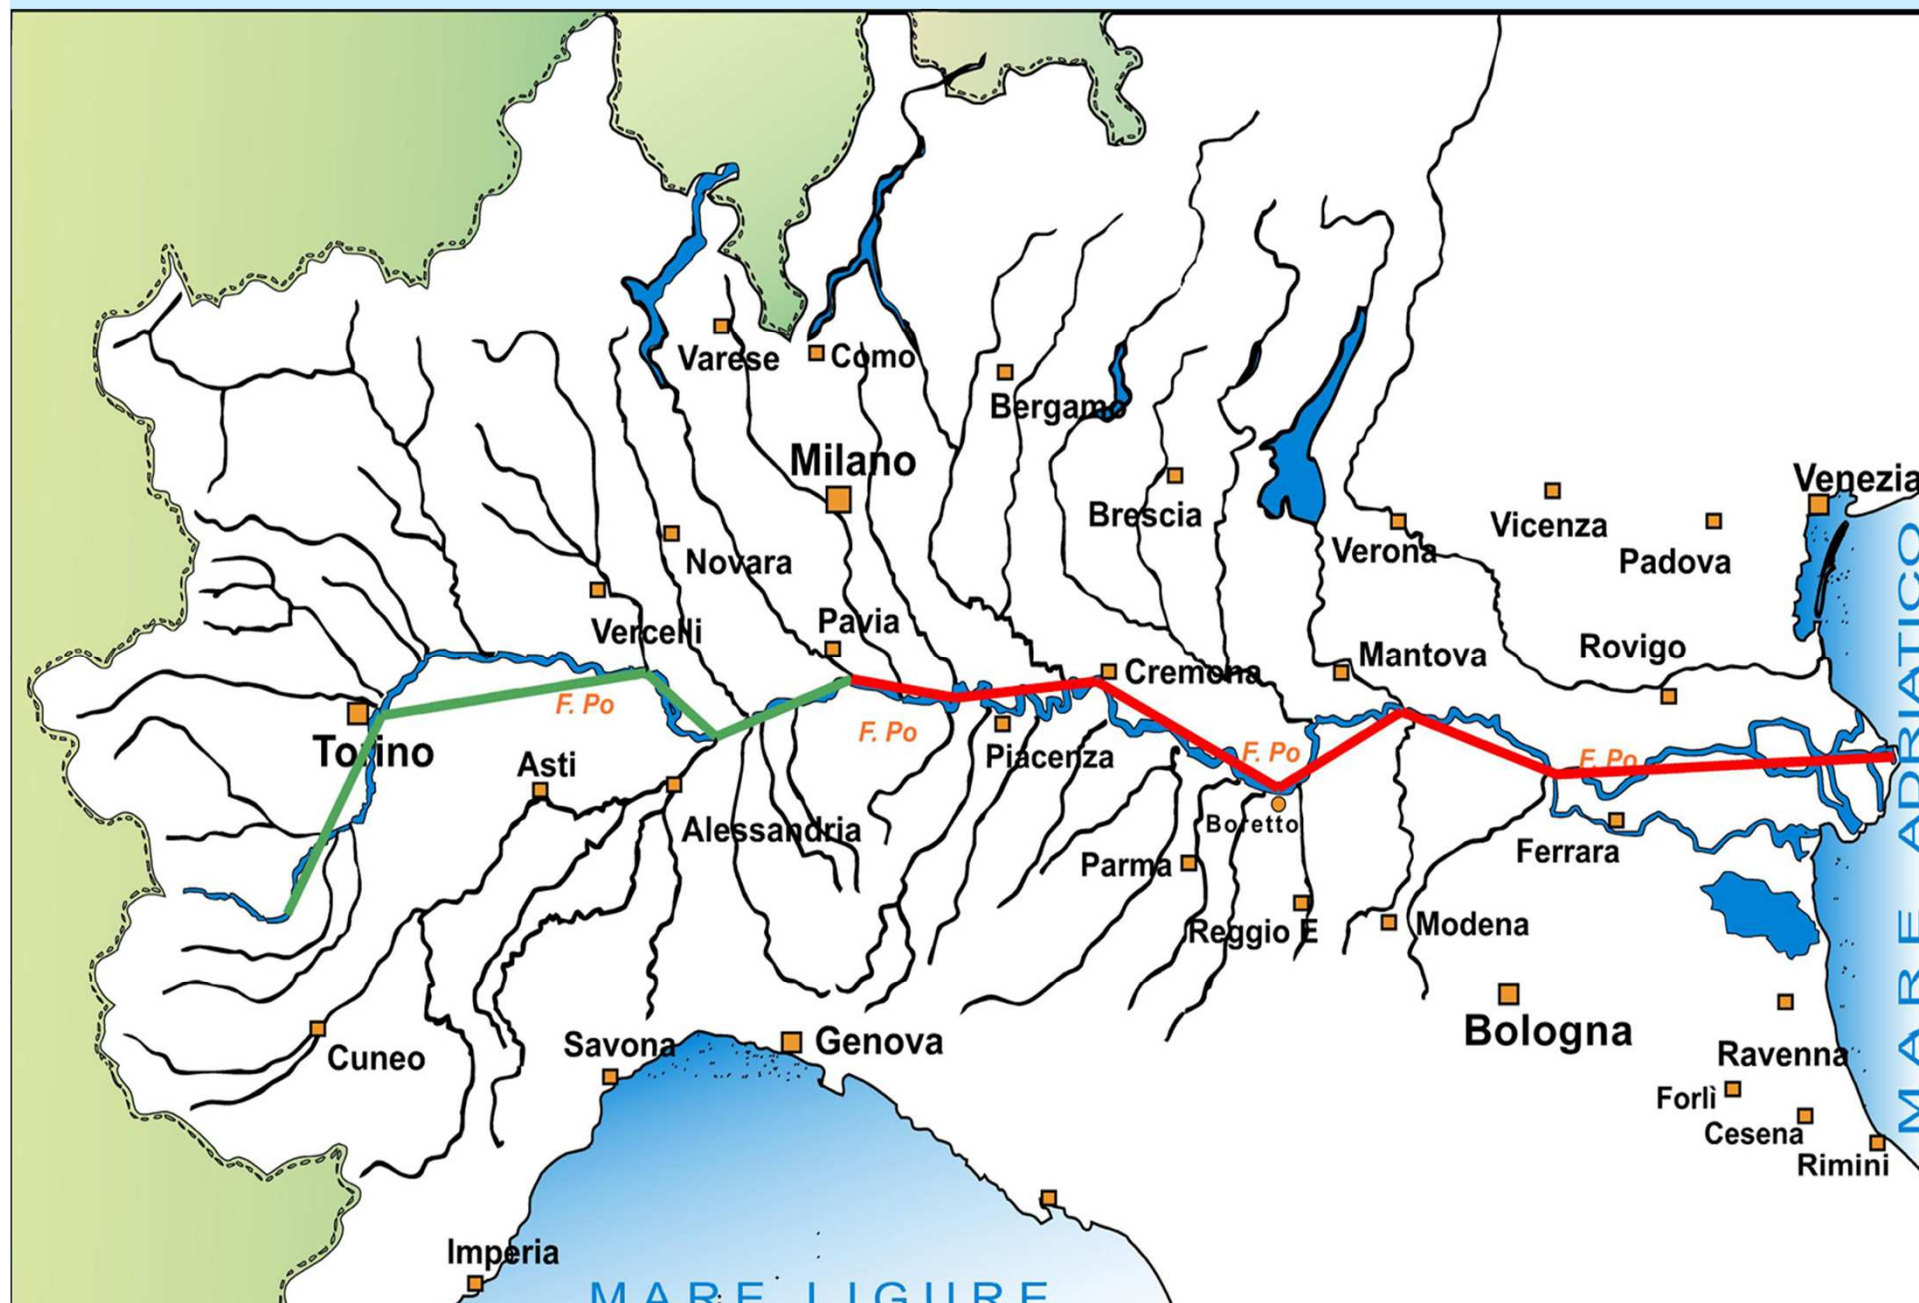 Varese
Como
Bergamo
Milano
Venezia
Brescia
Vicenza
Verona
Novara
Padova
Pavia
Vercelli
Rovigo
Mantova
Cremona
F. Po
F. Po
Torino
Piacenza
F. Po
F. Po
Asti
Alessandria
Boretto
Parma
Ferrara
Reggio E
Modena
MARE ADRIATICO
Bologna
Cuneo
Savona
Genova
Ravenna
Forlì
Cesena
Rimini
Imperia
MARE LIGURE